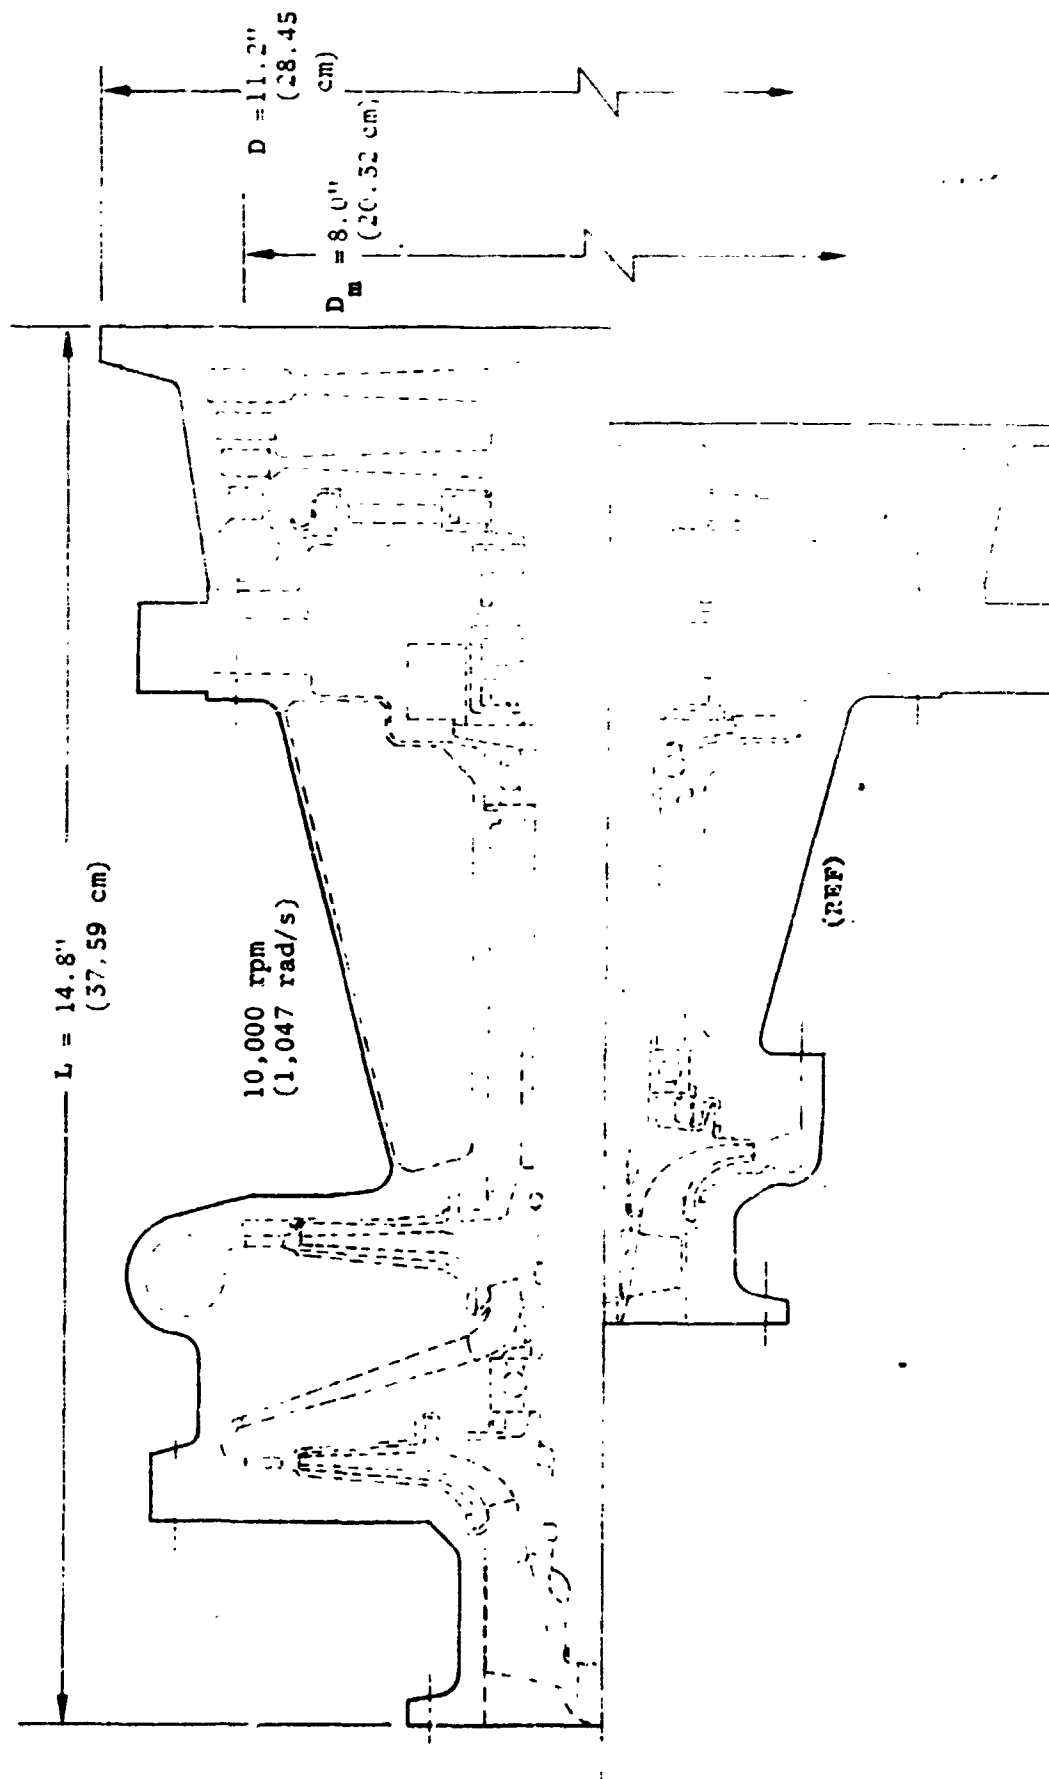 D = 11.2"
(28.45
cm)
D_m = 8.0"
(20.32 cm)
L = 14.8"
(37.59 cm)
10,000 rpm
(1,047 rad/s)
(REF)